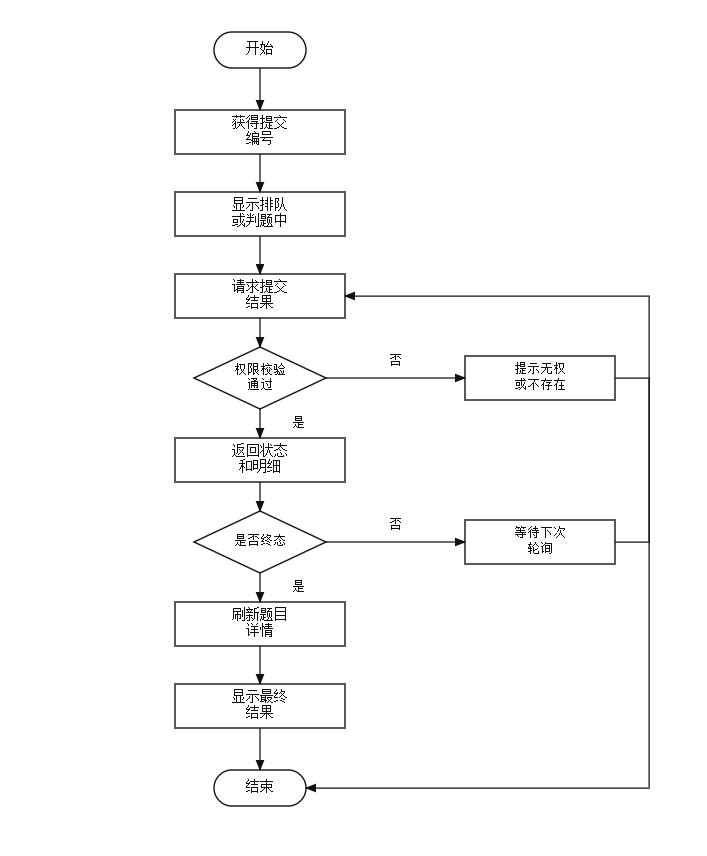 开始
获得提交
编号
显示排队
或判题中
请求提交
结果
权限校验
通过
否
提示无权
或不存在
是
返回状态
和明细
是否终态
否
等待下次
轮询
是
刷新题目
详情
显示最终
结果
结束